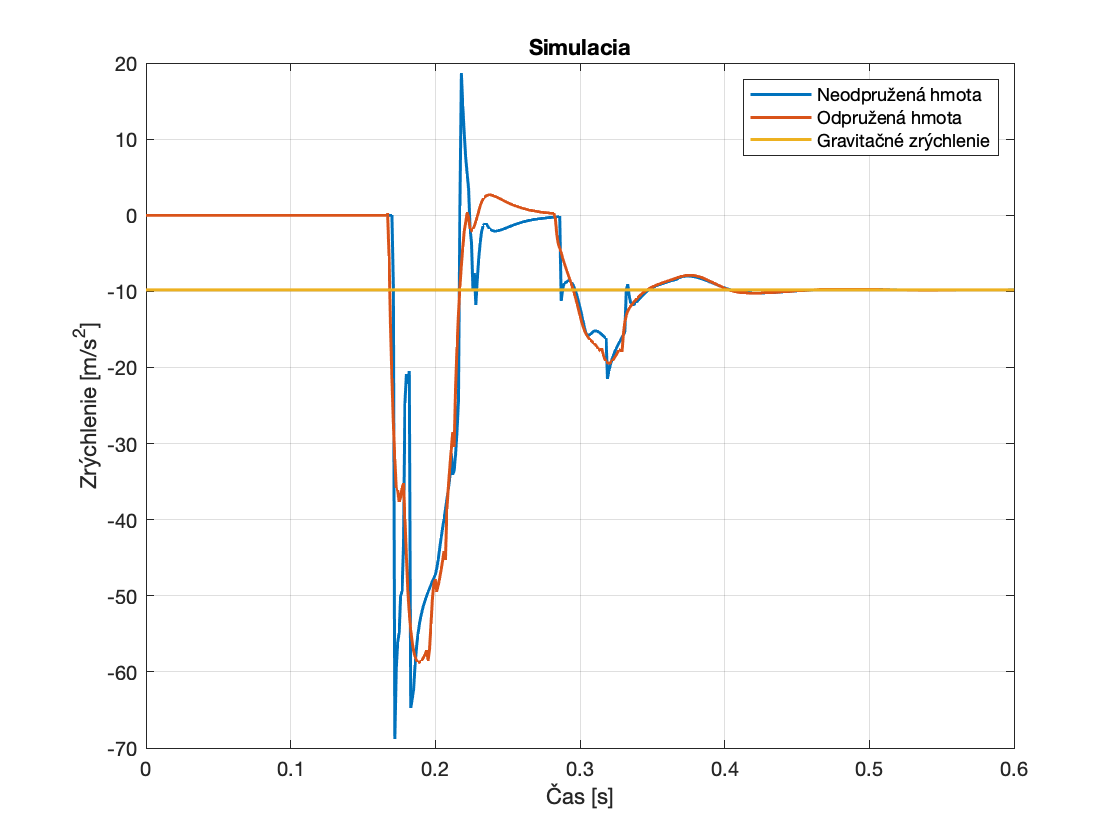 Simulacia
20
10
0
-10
-20
-30
-40
-50
-60
-70
Zrýchlenie [m/s²]
0
0.1
0.2
0.3
0.4
0.5
0.6
Čas [s]
Neodpružená hmota
Odpružená hmota
Gravitačné zrýchlenie